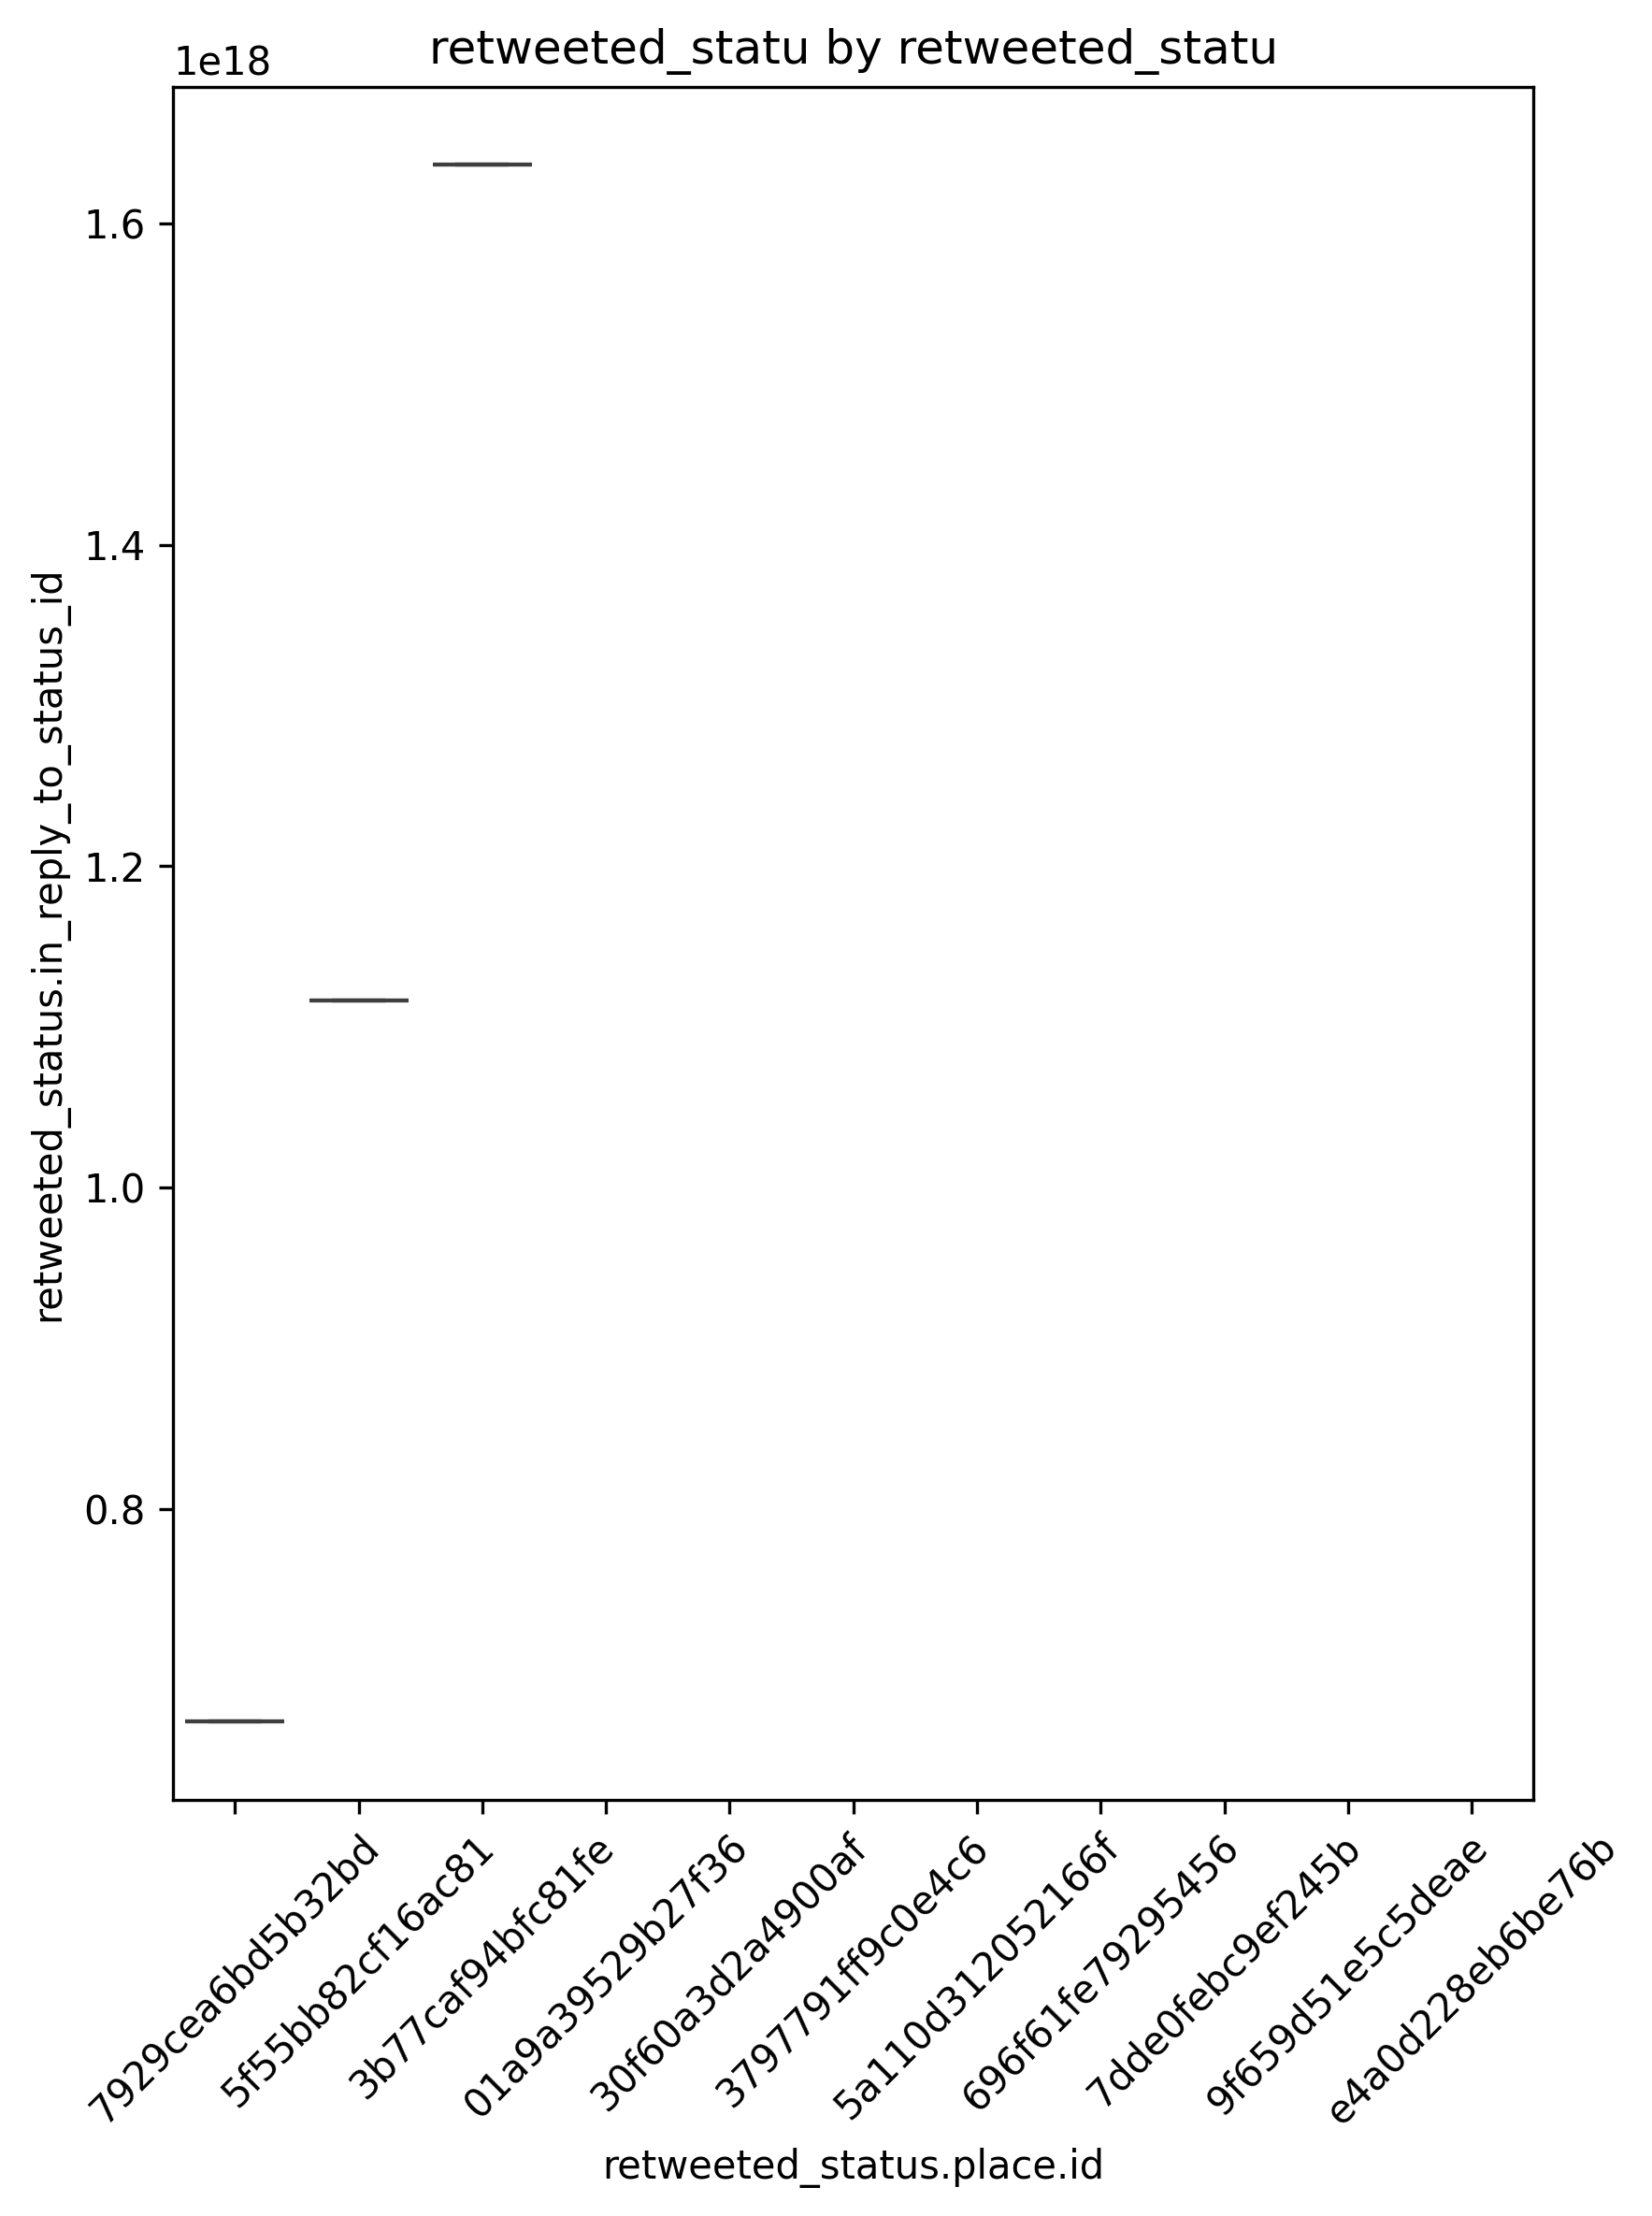 retweeted_statu by retweeted_statu
1e18
1.6
1.4
1.2
1.0
0.8
retweeted_status.in_reply_to_status_id
7929cea6bd5b32bd
5f55bb82cf16ac81
3b77caf94bfc81fe
01a9a39529b27f36
30f60a3d2a4900af
3797791ff9c0e4c6
5a110d312052166f
696f61fe79295456
7dde0febc9ef245b
9f659d51e5c5deae
e4a0d228eb6be76b
retweeted_status.place.id